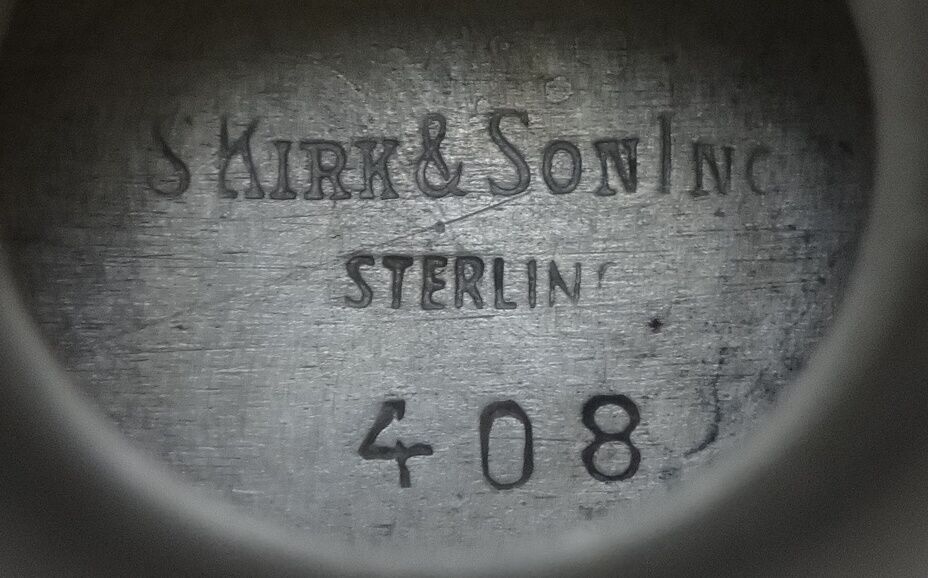 S KIRK & SON INC
STERLING
408